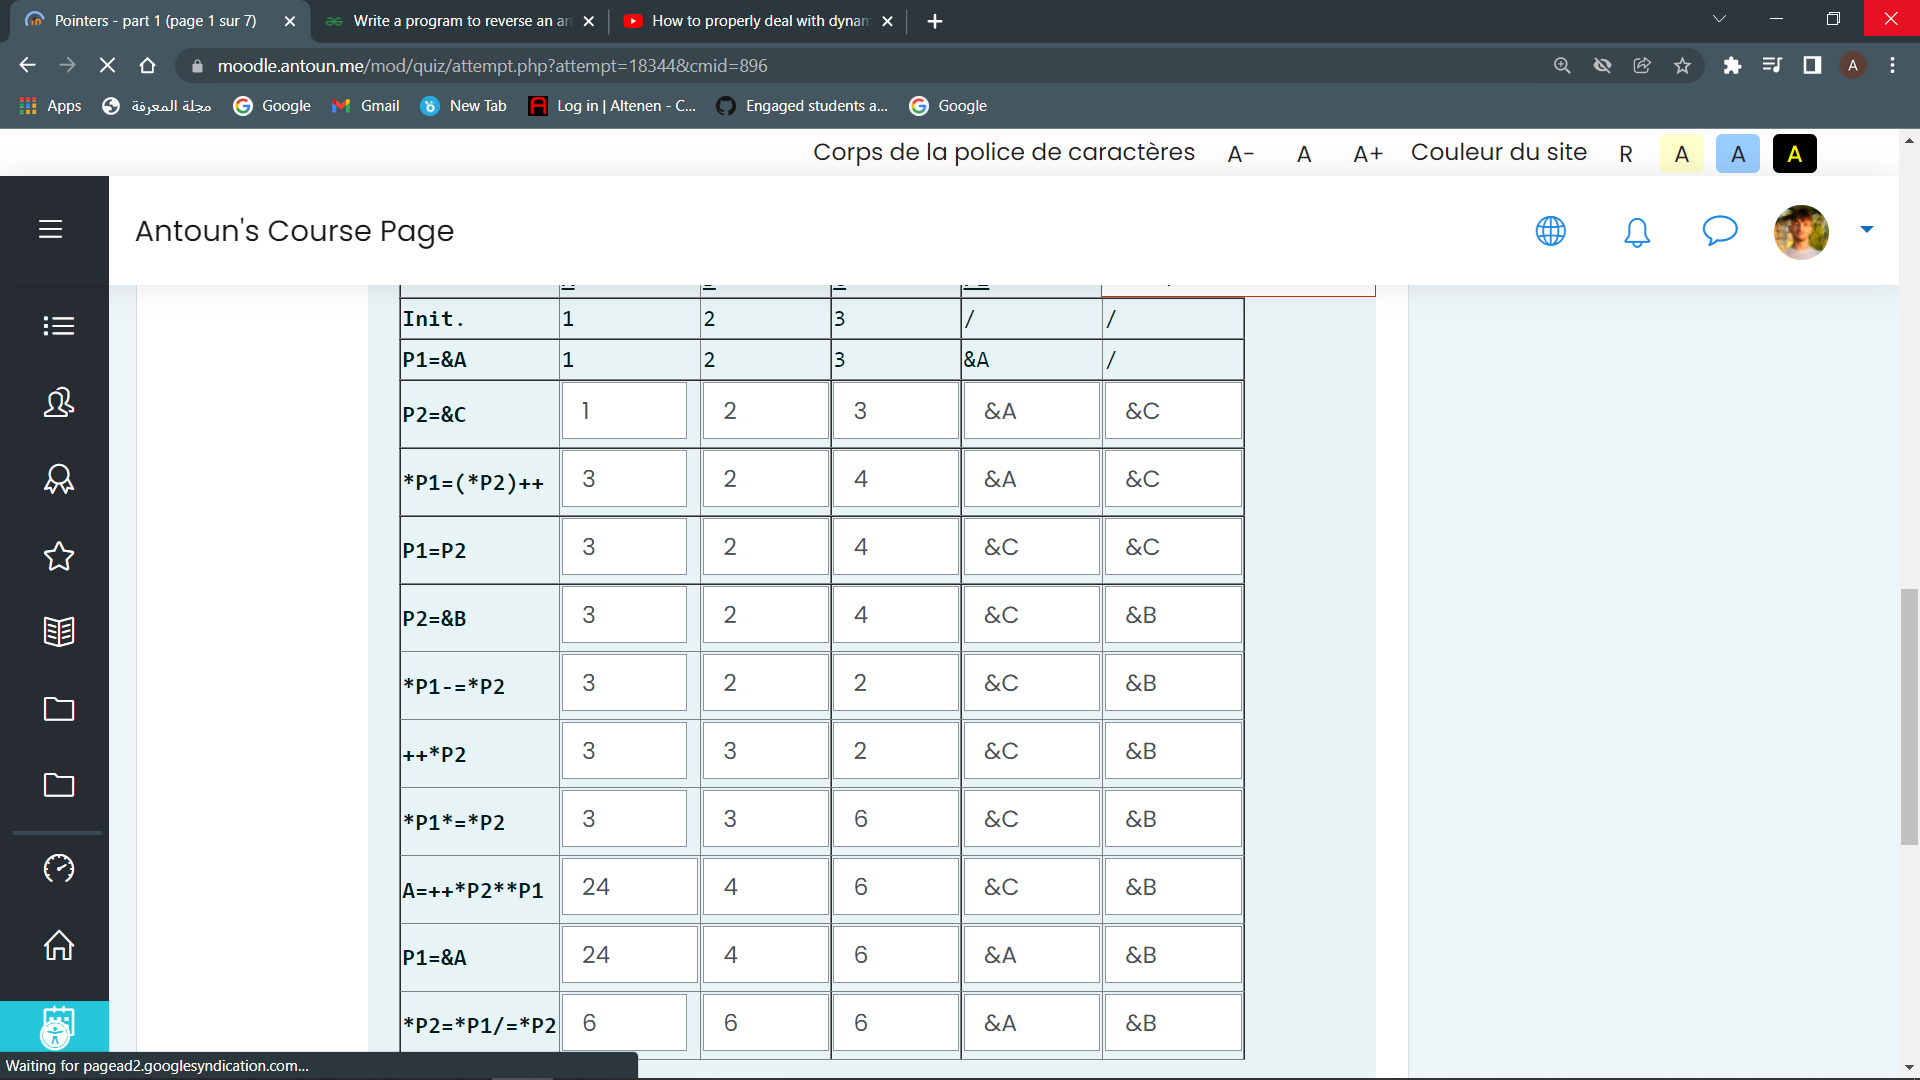 Pointers - part 1 (page 1 sur 7)
Write a program to reverse an ar
How to properly deal with dynam
moodle.antoun.me/mod/quiz/attempt.php?attempt=18344&cmid=896
A
Apps
مجلة المعرفة
Google
Gmail
New Tab
Log in | Altenen - C...
Engaged students a...
Google
Corps de la police de caractères A- A A+ Couleur du site R A A A
Antoun's Course Page
Init. 1 2 3 / /
P1=&A 1 2 3 &A /
P2=&C 1 2 3 &A &C
*P1=(*P2)++ 3 2 4 &A &C
P1=P2 3 2 4 &C &C
P2=&B 3 2 4 &C &B
*P1-=*P2 3 2 2 &C &B
++*P2 3 3 2 &C &B
*P1*=*P2 3 3 6 &C &B
A=++*P2**P1 24 4 6 &C &B
P1=&A 24 4 6 &A &B
*P2=*P1/=*P2 6 6 6 &A &B
Waiting for pagead2.googlesyndication.com...